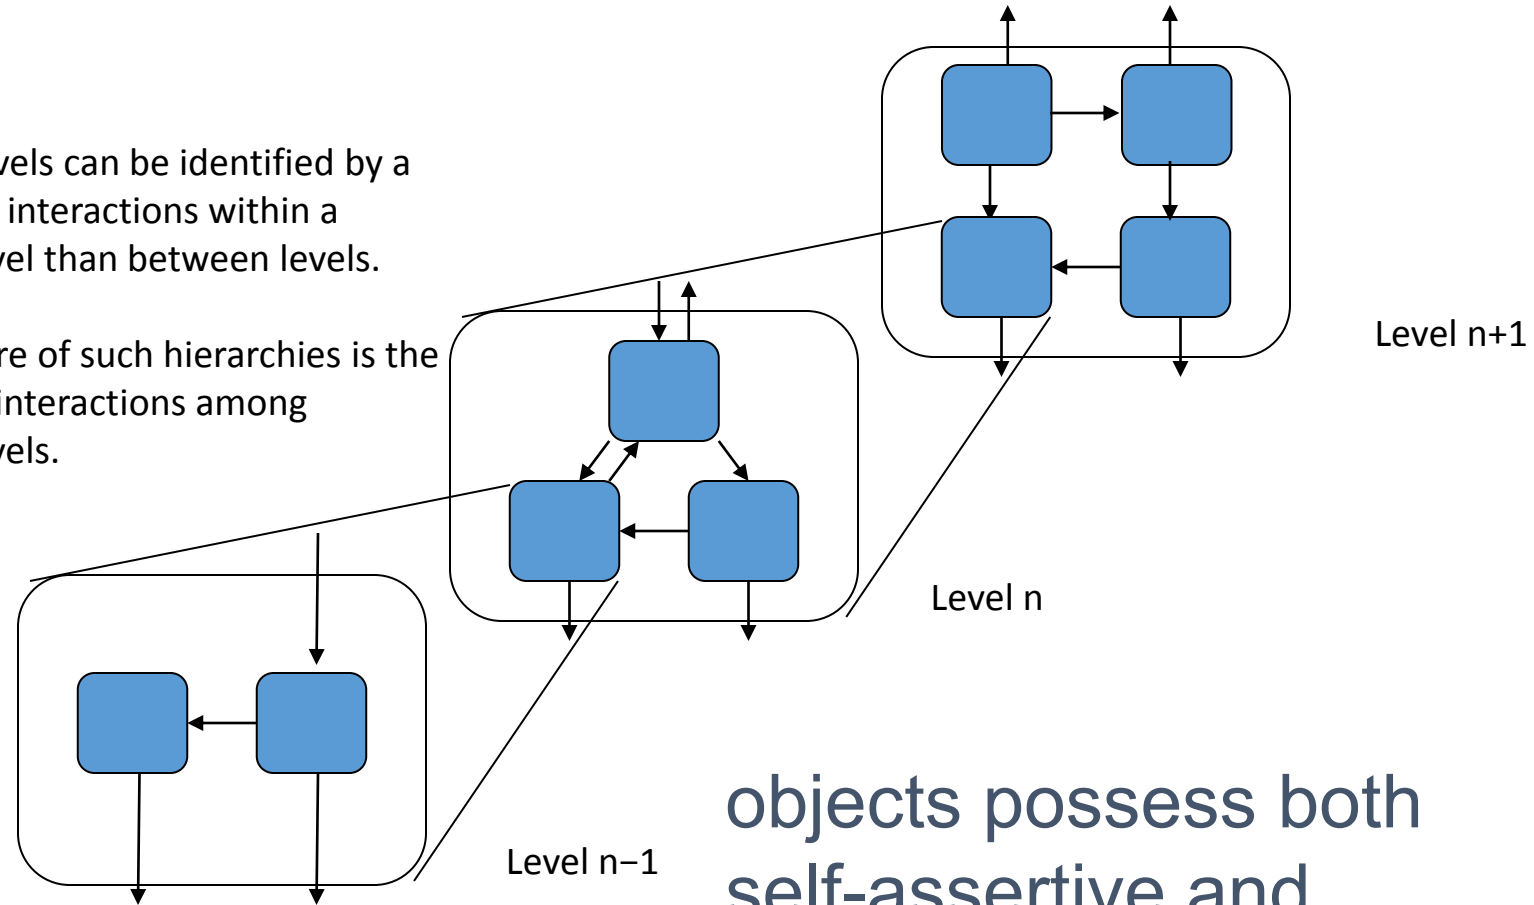 vels can be identified by a
interactions within a
vel than between levels.
re of such hierarchies is the
interactions among
vels.
Level n+1
Level n
Level n−1
objects possess both
self-assertive and